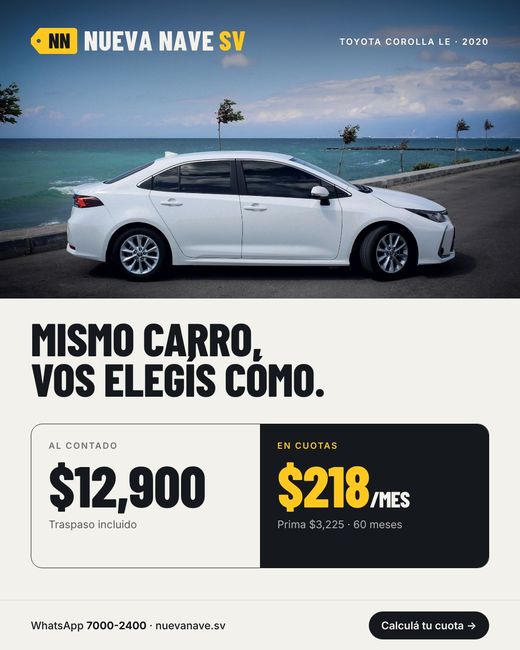 NN NUEVA NAVE SV
TOYOTA COROLLA LE · 2020
MISMO CARRO,
VOS ELEGÍS CÓMO.
AL CONTADO
$12,900
Traspaso incluido
EN CUOTAS
$218/MES
Prima $3,225 · 60 meses
WhatsApp 7000-2400 · nuevanave.sv
Calculá tu cuota →